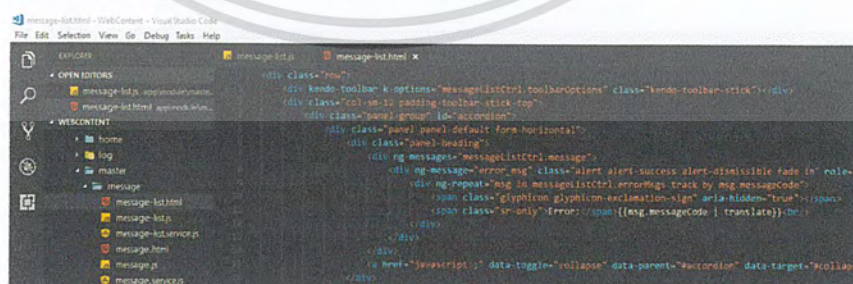 message-list.html - WebContent - Visual Studio Code
File Edit Selection View Go Debug Tasks Help
EXPLORER
OPEN EDITORS
message-list.js app\module\maste...
message-list.html app\module\m...
WEBCONTENT
home
log
master
message
message-list.html
message-list.js
message-list.service.js
message.html
message.js
message.service.js
message-list.js
message-list.html ×
<div class="row">
<div kendo-toolbar k-options="messageListCtrl.toolbarOptions" class="kendo-toolbar-stick"></div>
<div class="col-sm-12 padding-toolbar-stick-top">
<div class="panel-group" id="accordion">
<div class="panel panel-default form-horizontal">
<div class="panel-heading">
<div ng-messages="messageListCtrl.message">
<div ng-message="error_msg" class="alert alert-success alert-dismissible fade in" role=
<div ng-repeat="msg in messageListCtrl.errorMsgs track by msg.messageCode">
<span class="glyphicon glyphicon-exclamation-sign" aria-hidden="true"></span>
<span class="sr-only">Error:</span>{{msg.messageCode | translate}}<br/>
</div>
</div>
</div>
<a href="javascript:;" data-toggle="collapse" data-parent="#accordion" data-target="#collap
</div>